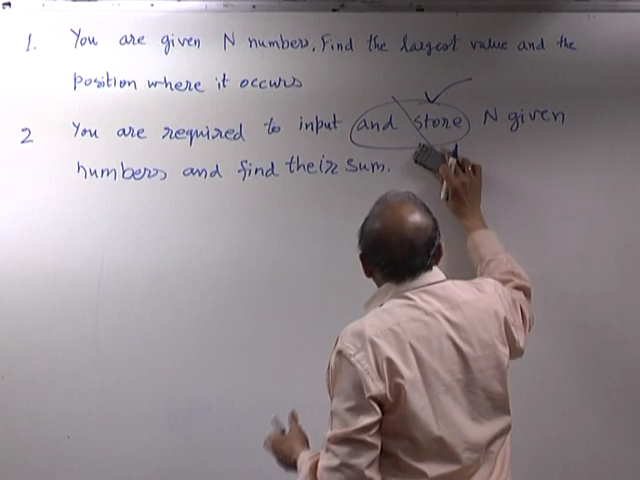 1. You are given N numbers. Find the largest value and the
position where it occurs
2 You are required to input and store N given
numbers and find their sum.